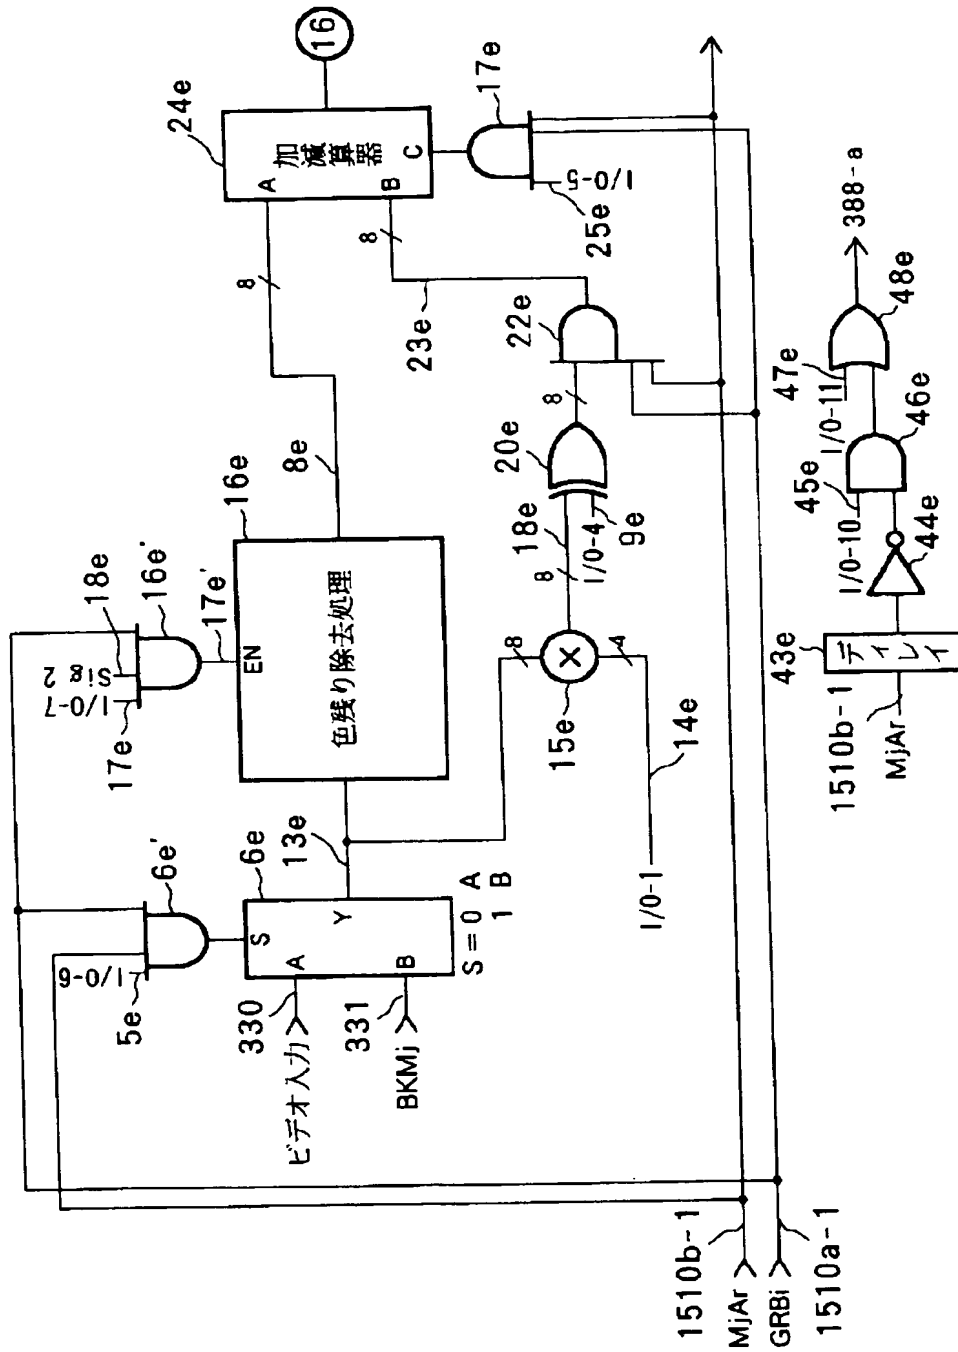 24e
16
加減算器
A
B
C
17e
I/0-5
25e
8
8
23e
22e
8e
16e
色残り除去処理
EN
16e'
17e'
18e
Sig 2
I/0-7
17e
20e
8
18e
8
I/0-4
9e
15e
×
8
4
14e
I/0-1
13e
6e
6e'
S
Y
A
B
S=0 A
1 B
I/0-6
5e
330
ビデオ入力
331
BKMj
1510b-1
MjAr
GRBi
1510a-1
388-a
48e
47e
I/0-11
46e
45e
I/0-10
44e
43e
ディレイ
1510b-1
MjAr